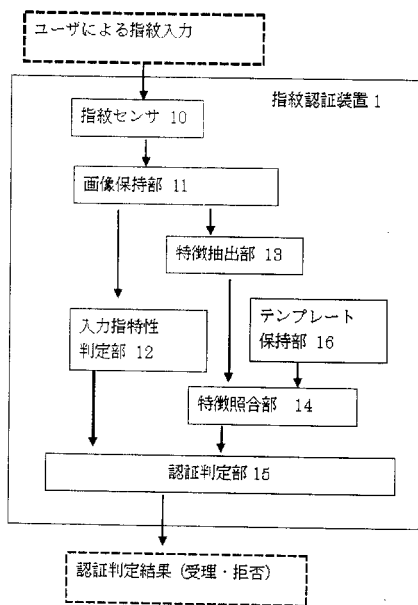 ユーザによる指紋入力
指紋認証装置1
指紋センサ 10
画像保持部 11
特徴抽出部 13
入力指特性
判定部 12
テンプレート
保持部 16
特徴照合部 14
認証判定部 15
認証判定結果 (受理・拒否)